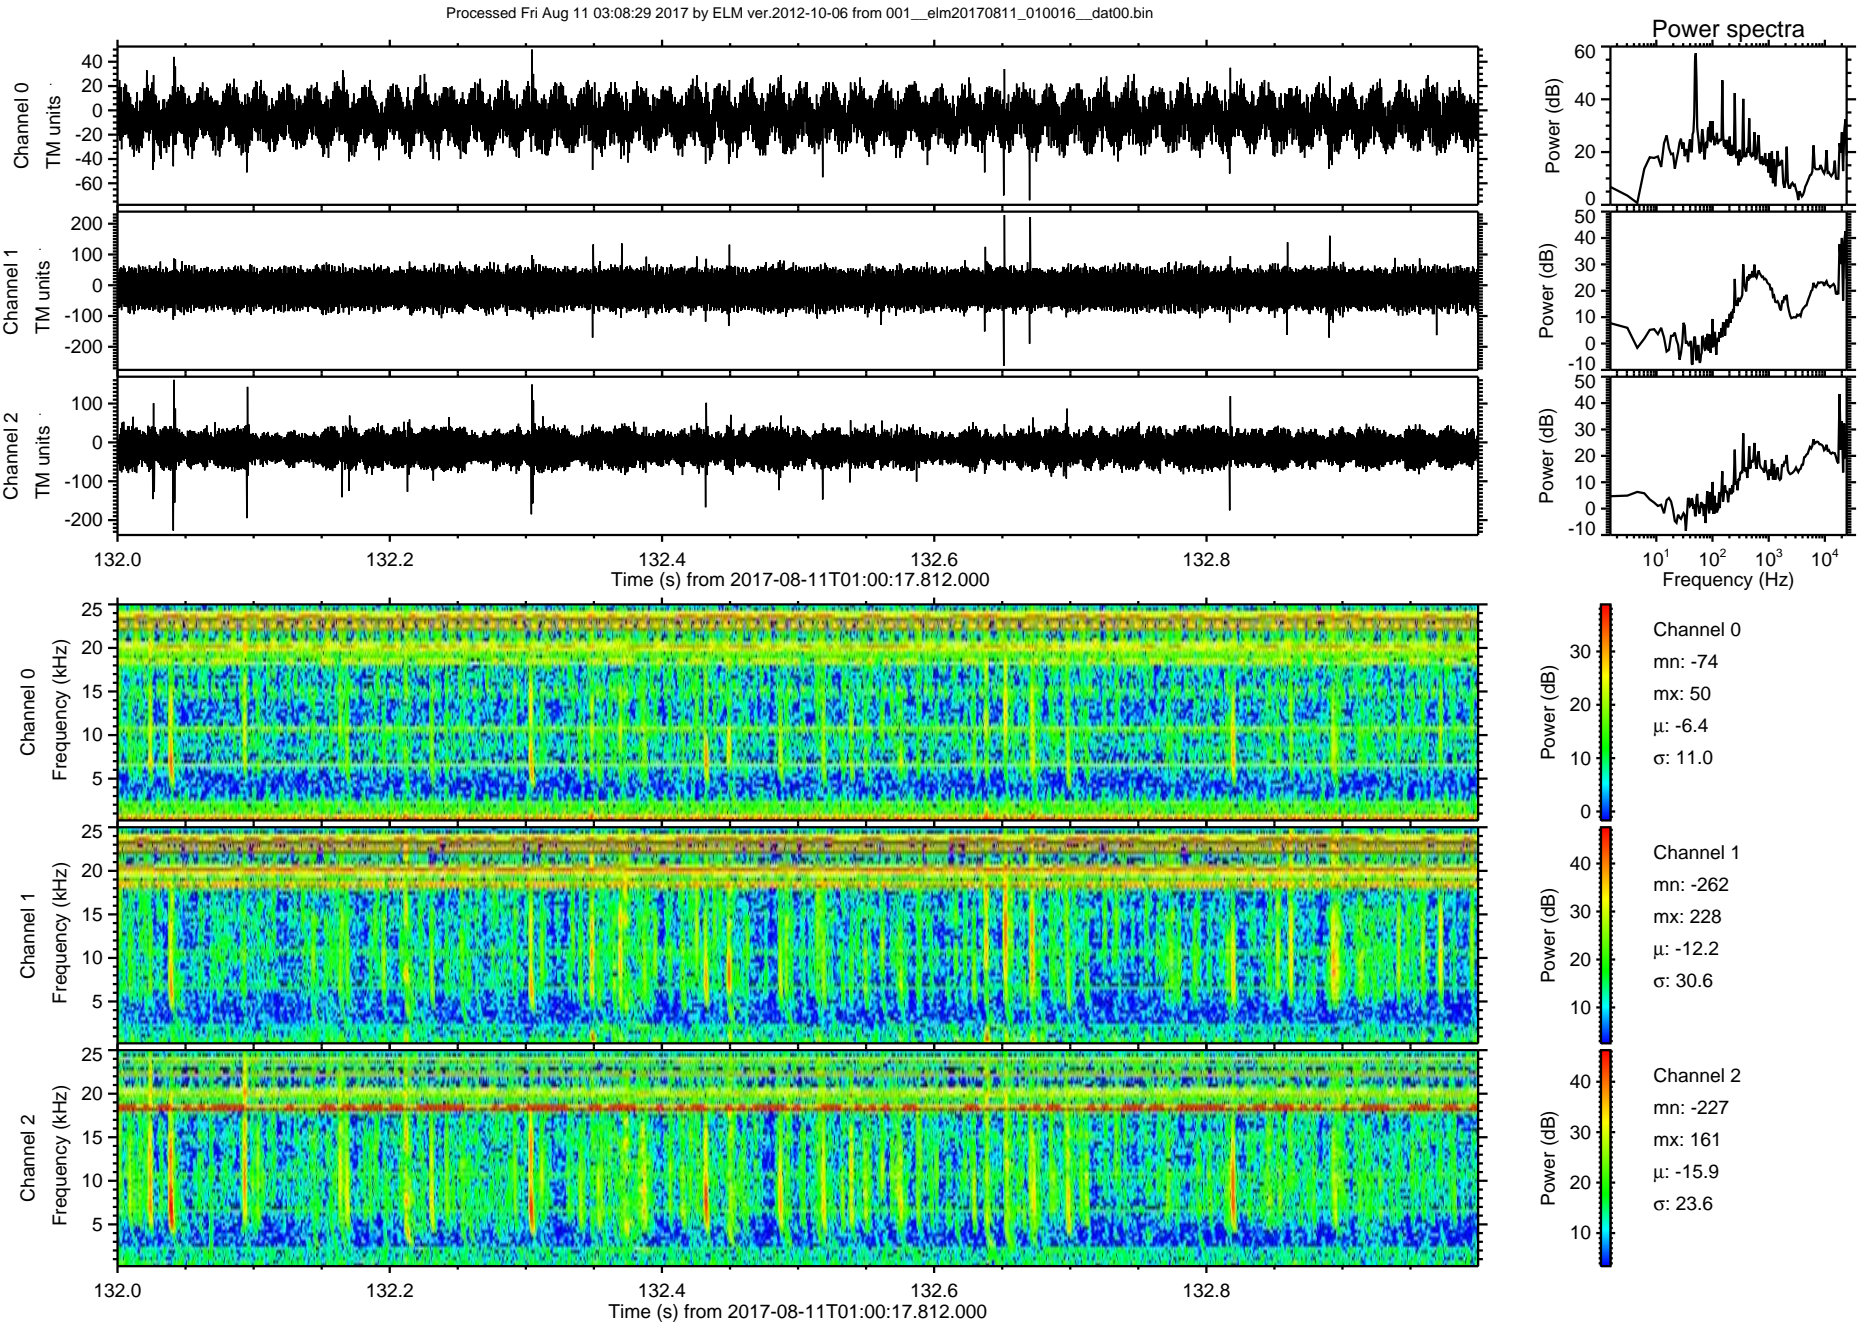 Processed Fri Aug 11 03:08:29 2017 by ELM ver.2012-10-06 from 001__elm20170811_010016__dat00.bin
Power spectra
Channel 0
TM units
40
20
0
-20
-40
-60
Power (dB)
60
40
20
0
Channel 1
TM units
200
100
0
-100
-200
Power (dB)
50
40
30
20
10
0
-10
Channel 2
TM units
100
0
-100
-200
Power (dB)
50
40
30
20
10
0
-10
132.0 132.2 132.4 132.6 132.8
Time (s) from 2017-08-11T01:00:17.812.000
10¹ 10² 10³ 10⁴
Frequency (Hz)
Channel 0
Frequency (kHz)
25
20
15
10
5
Power (dB)
30
20
10
0
Channel 0
mn: -74
mx: 50
μ: -6.4
σ: 11.0
Channel 1
Frequency (kHz)
25
20
15
10
5
Power (dB)
40
30
20
10
Channel 1
mn: -262
mx: 228
μ: -12.2
σ: 30.6
Channel 2
Frequency (kHz)
25
20
15
10
5
Power (dB)
40
30
20
10
Channel 2
mn: -227
mx: 161
μ: -15.9
σ: 23.6
132.0 132.2 132.4 132.6 132.8
Time (s) from 2017-08-11T01:00:17.812.000